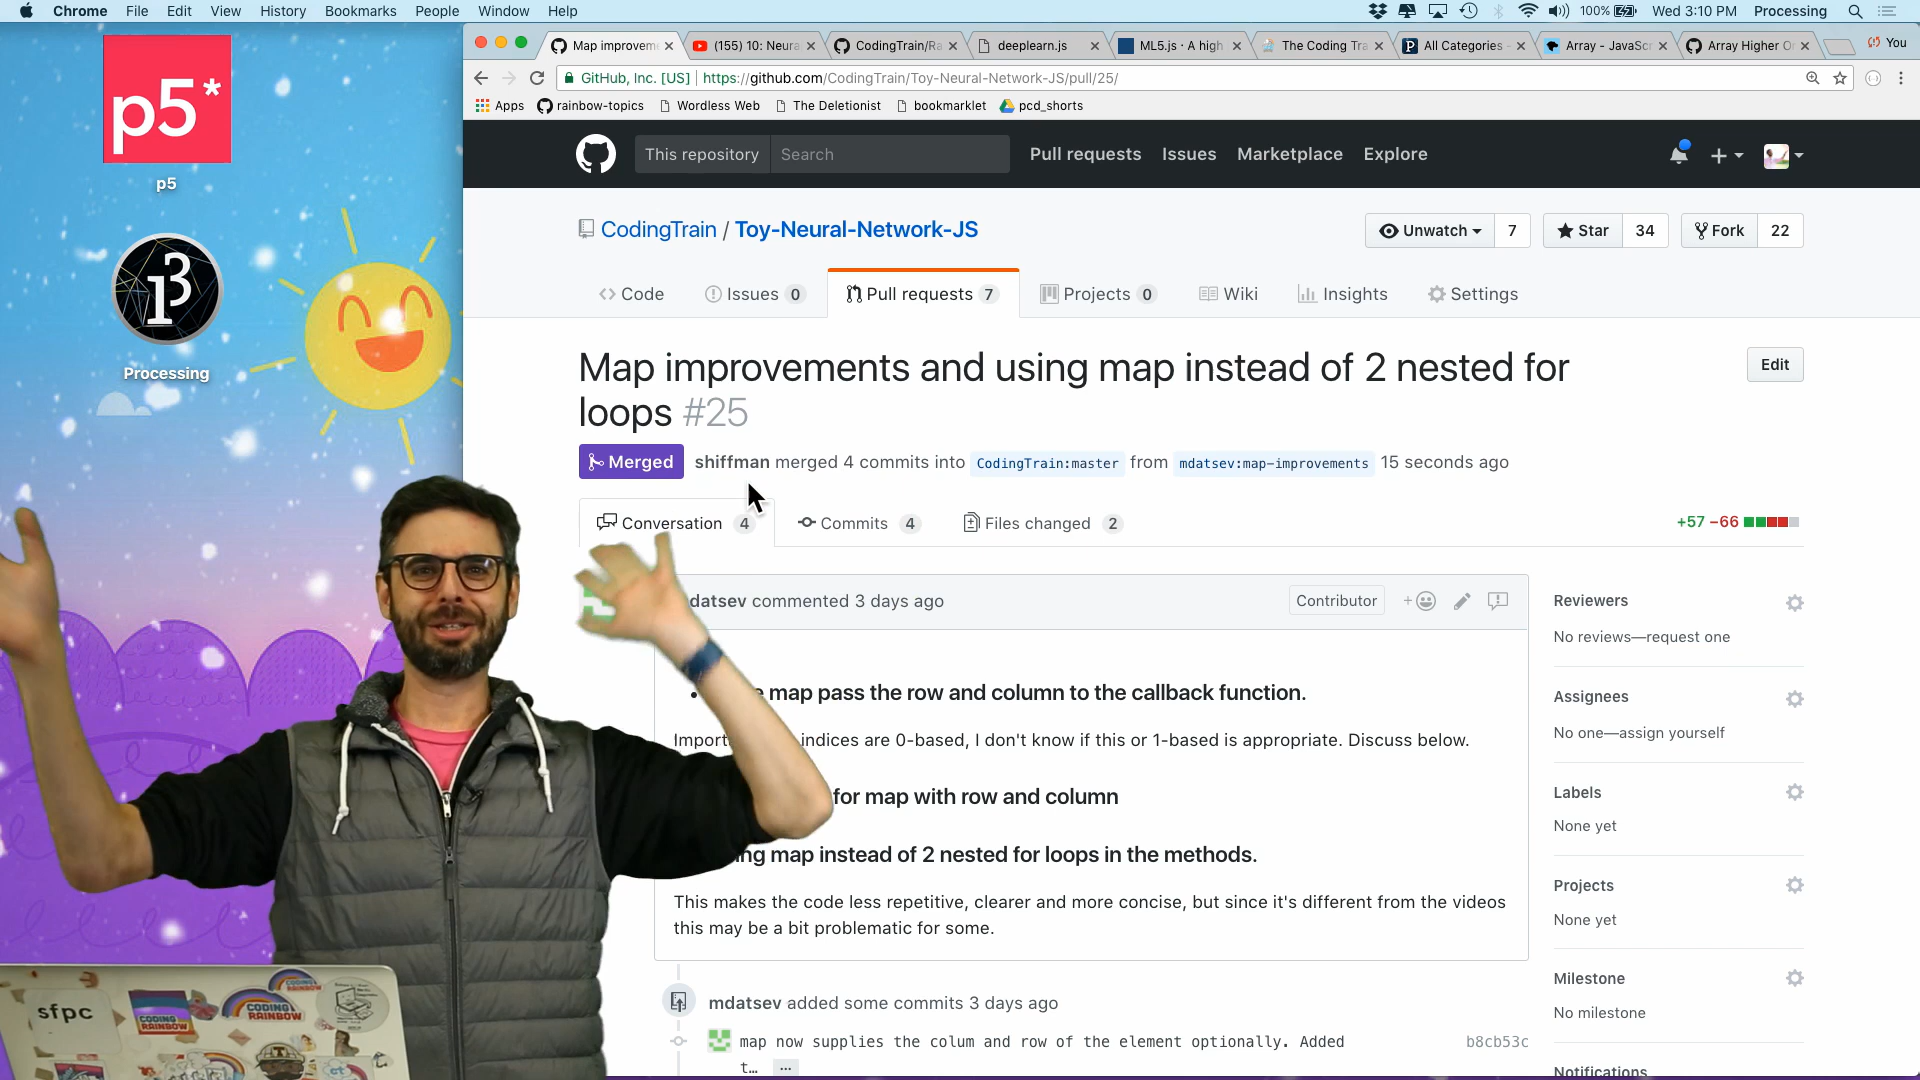 Chrome File Edit View History Bookmarks People Window Help 100% Wed 3:10 PM Processing
Map improveme (155) 10: Neura CodingTrain/Ra deeplearn.js ML5.js · A high The Coding Tra All Categories - Array - JavaSc Array Higher O You
GitHub, Inc. [US] https://github.com/CodingTrain/Toy-Neural-Network-JS/pull/25/
Apps rainbow-topics Wordless Web The Deletionist bookmarklet pcd_shorts
p5*
p5
Processing
This repository Search Pull requests Issues Marketplace Explore
CodingTrain / Toy-Neural-Network-JS Unwatch 7 Star 34 Fork 22
Code Issues 0 Pull requests 7 Projects 0 Wiki Insights Settings
Map improvements and using map instead of 2 nested for
loops #25
Edit
Merged shiffman merged 4 commits into CodingTrain:master from mdatsev:map-improvements 15 seconds ago
Conversation 4 Commits 4 Files changed 2 +57 −66
datsev commented 3 days ago Contributor
map pass the row and column to the callback function.
indices are 0-based, I don't know if this or 1-based is appropriate. Discuss below.
for map with row and column
map instead of 2 nested for loops in the methods.
This makes the code less repetitive, clearer and more concise, but since it's different from the videos
this may be a bit problematic for some.
mdatsev added some commits 3 days ago
map now supplies the colum and row of the element optionally. Added b8cb53c
t… …
Reviewers
No reviews—request one
Assignees
No one—assign yourself
Labels
None yet
Projects
None yet
Milestone
No milestone
Notifications
sfpc
CODING
RAINBOW
CODING
RAINBOW